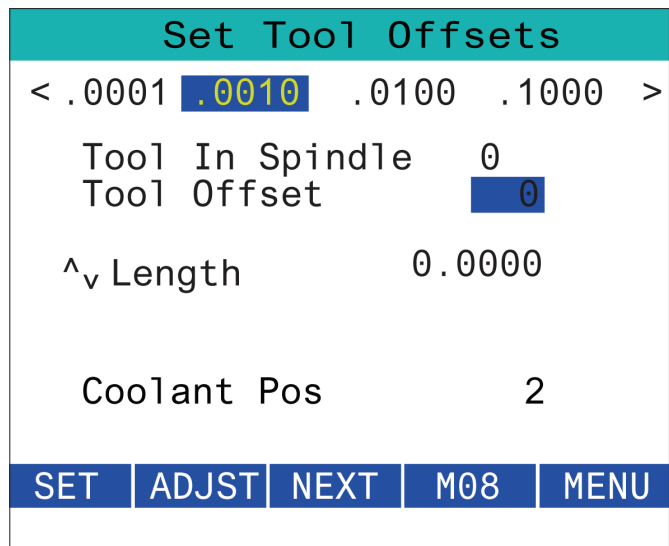 Set Tool Offsets
< .0001 .0010 .0100 .1000 >
Tool In Spindle 0
Tool Offset 0
^v Length 0.0000
Coolant Pos 2
SET ADJST NEXT M08 MENU